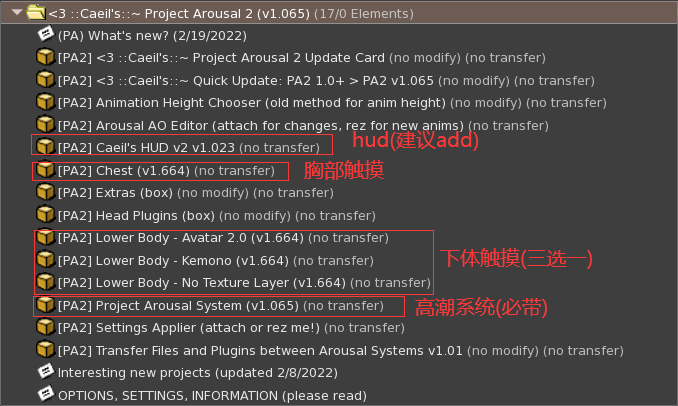 <3 ::Caeil's::~ Project Arousal 2 (v1.065) (17/0 Elements)
(PA) What's new? (2/19/2022)
[PA2] <3 ::Caeil's::~ Project Arousal 2 Update Card (no modify) (no transfer)
[PA2] <3 ::Caeil's::~ Quick Update: PA2 1.0+ > PA2 v1.065 (no modify) (no transfer)
[PA2] Animation Height Chooser (old method for anim height) (no transfer)
[PA2] Arousal AO Editor (attach for changes, rez for new anims) (no transfer)
[PA2] Caeil's HUD v2 v1.023 (no transfer) hud(建议add)
[PA2] Chest (v1.664) (no transfer) 胸部触摸
[PA2] Extras (box) (no modify) (no transfer)
[PA2] Head Plugins (box) (no modify) (no transfer)
[PA2] Lower Body - Avatar 2.0 (v1.664) (no transfer)
[PA2] Lower Body - Kemono (v1.664) (no transfer) 下体触摸(三选一)
[PA2] Lower Body - No Texture Layer (v1.664) (no transfer)
[PA2] Project Arousal System (v1.065) (no transfer) 高潮系统(必带)
[PA2] Settings Applier (attach or rez me!) (no transfer)
[PA2] Transfer Files and Plugins between Arousal Systems v1.01 (no modify) (no transfer)
Interesting new projects (updated 2/8/2022)
OPTIONS, SETTINGS, INFORMATION (please read)